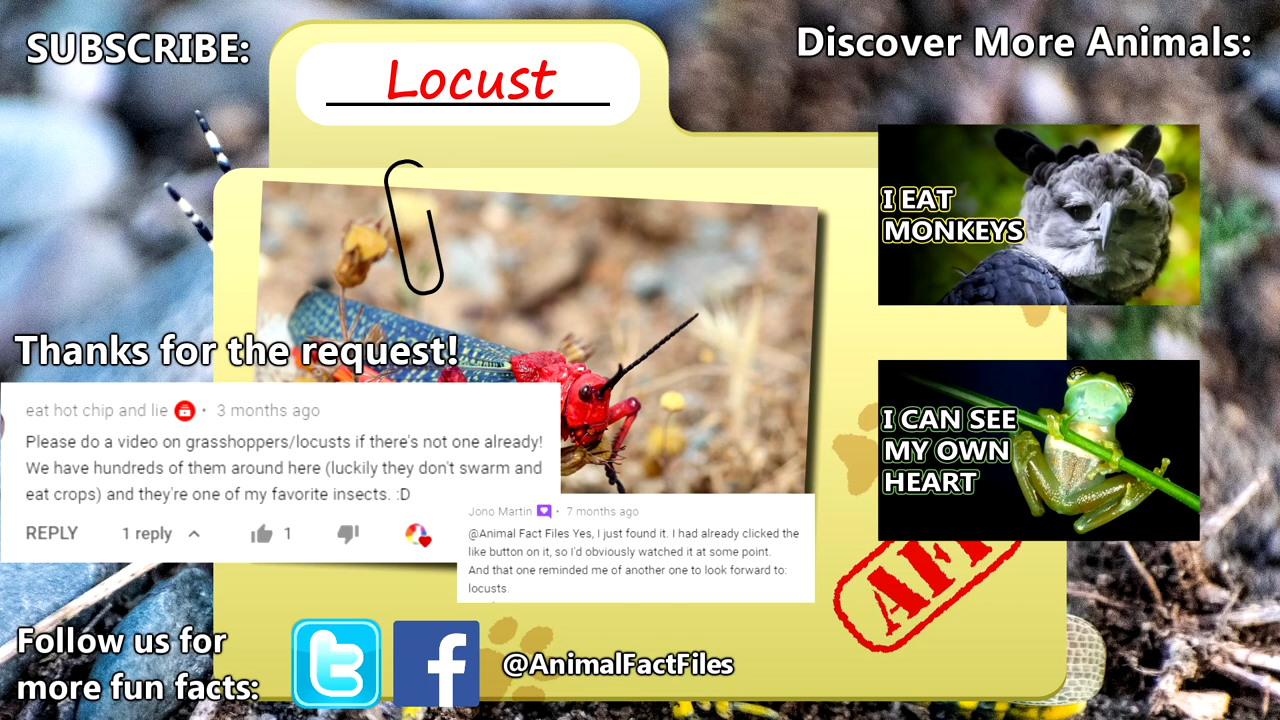 SUBSCRIBE:
Locust
Discover More Animals:
I EAT
MONKEYS
Thanks for the request!
eat hot chip and lie • 3 months ago
Please do a video on grasshoppers/locusts if there's not one already!
We have hundreds of them around here (luckily they don't swarm and
eat crops) and they're one of my favorite insects. :D
REPLY 1 reply 1
Jono Martin • 7 months ago
@Animal Fact Files Yes, I just found it. I had already clicked the
like button on it, so I'd obviously watched it at some point.
And that one reminded me of another one to look forward to:
locusts.
I CAN SEE
MY OWN
HEART
AFF
Follow us for
more fun facts:
@AnimalFactFiles